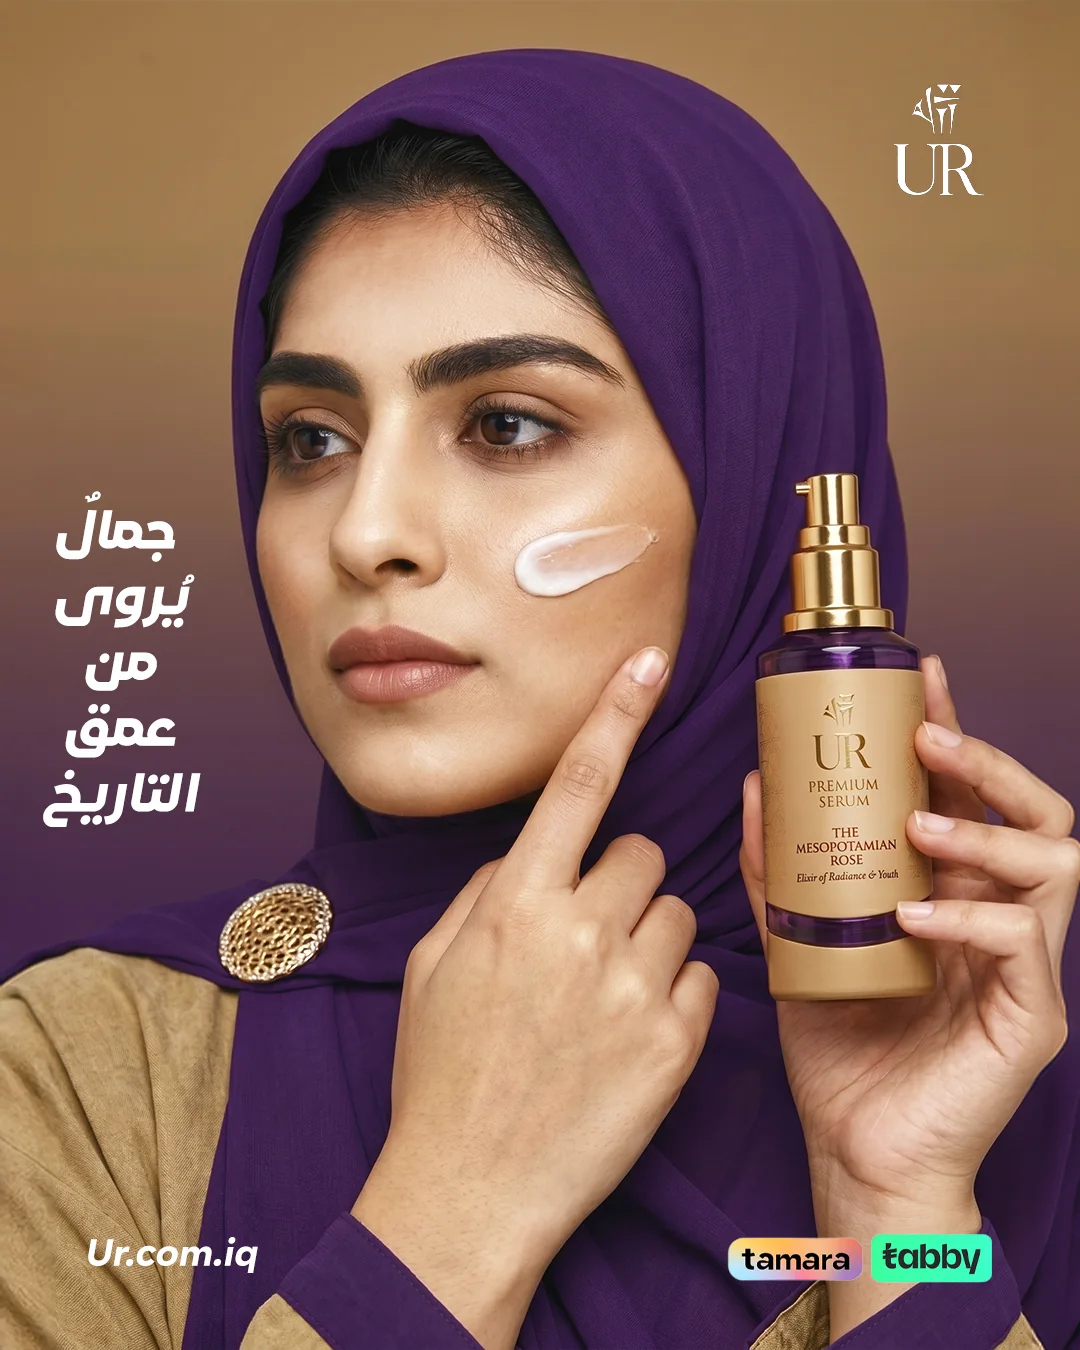 UR
جمالٌ
يُروى
من
عمق
التاريخ
UR
PREMIUM
SERUM
THE
MESOPOTAMIAN
ROSE
Elixir of Radiance & Youth
Ur.com.iq
tamara
tabby